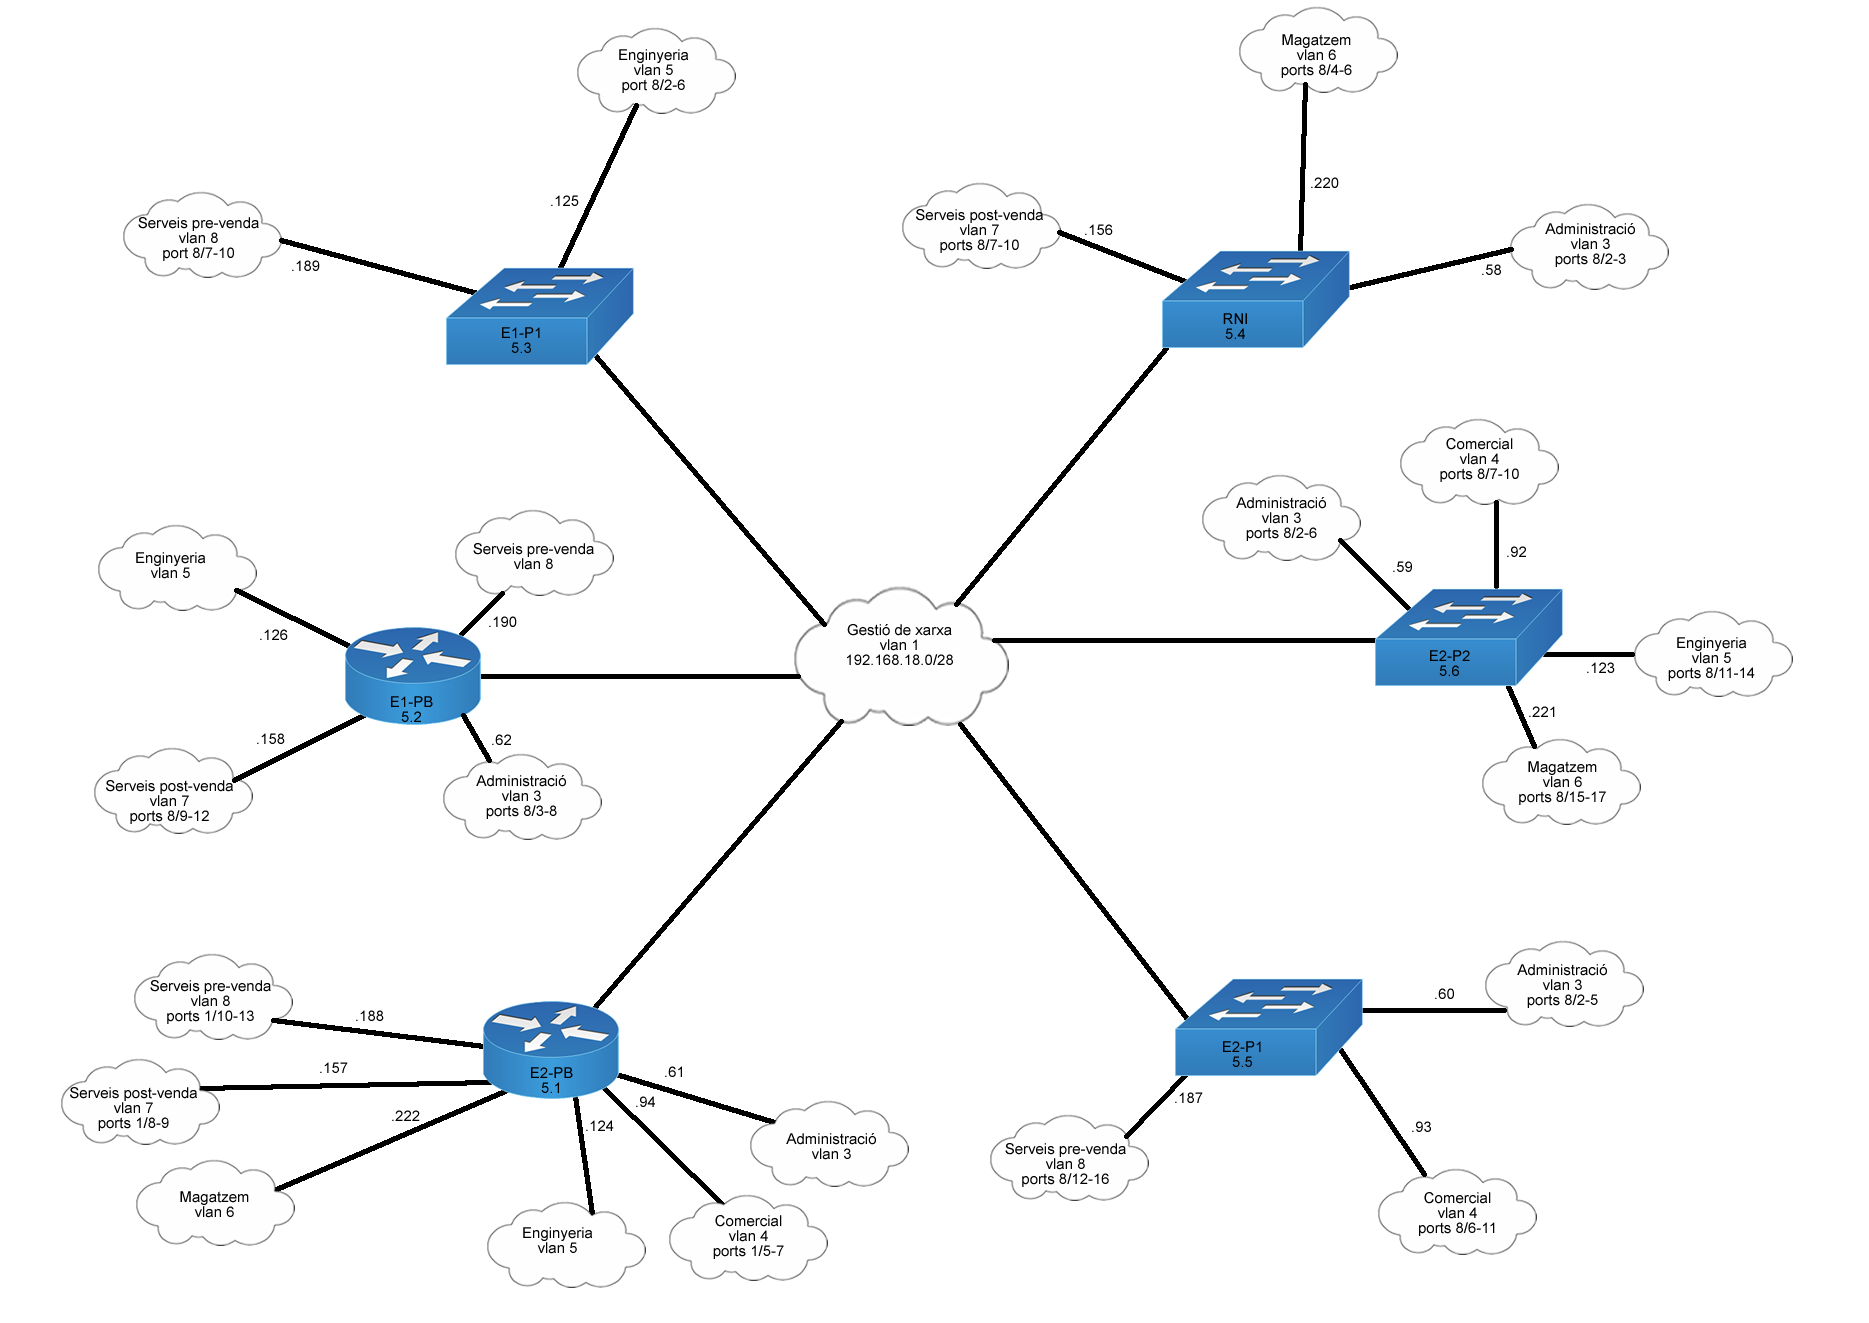 Enginyeria
vlan 5
port 8/2-6
.125
Serveis pre-venda
vlan 8
port 8/7-10
.189
E1-P1
5.3
Magatzem
vlan 6
ports 8/4-6
.220
Serveis post-venda
vlan 7
ports 8/7-10
.156
Administració
vlan 3
ports 8/2-3
.58
RNI
5.4
Comercial
vlan 4
ports 8/7-10
.92
Administració
vlan 3
ports 8/2-6
.59
Enginyeria
vlan 5
ports 8/11-14
.123
E2-P2
5.6
.221
Magatzem
vlan 6
ports 8/15-17
Enginyeria
vlan 5
.126
Serveis pre-venda
vlan 8
.190
E1-PB
5.2
.158
Serveis post-venda
vlan 7
ports 8/9-12
.62
Administració
vlan 3
ports 8/3-8
Gestió de xarxa
vlan 1
192.168.18.0/28
Serveis pre-venda
vlan 8
ports 1/10-13
.188
Serveis post-venda
vlan 7
ports 1/8-9
.157
E2-PB
5.1
.222
Magatzem
vlan 6
.124
Enginyeria
vlan 5
.94
Comercial
vlan 4
ports 1/5-7
.61
Administració
vlan 3
E2-P1
5.5
.60
Administració
vlan 3
ports 8/2-5
.187
Serveis pre-venda
vlan 8
ports 8/12-16
.93
Comercial
vlan 4
ports 8/6-11